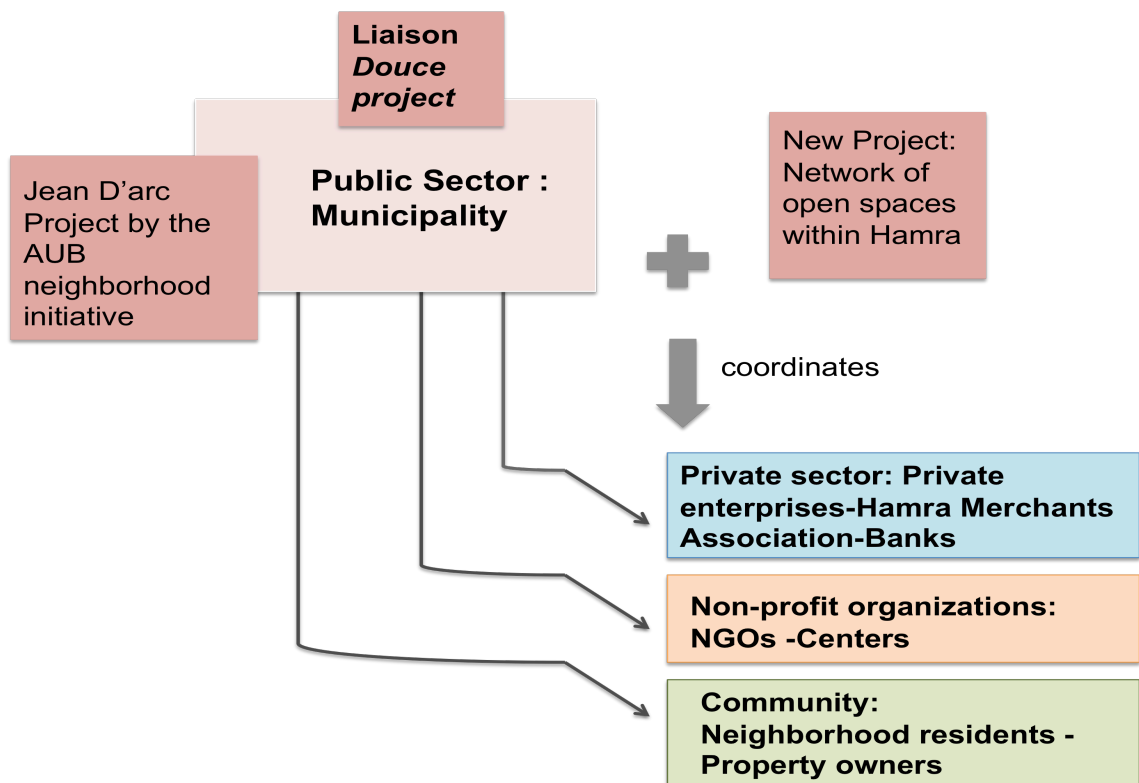 Liaison
Douce
project
Jean D’arc
Project by the
AUB
neighborhood
initiative
Public Sector :
Municipality
New Project:
Network of
open spaces
within Hamra
coordinates
Private sector: Private
enterprises-Hamra Merchants
Association-Banks
Non-profit organizations:
NGOs -Centers
Community:
Neighborhood residents -
Property owners